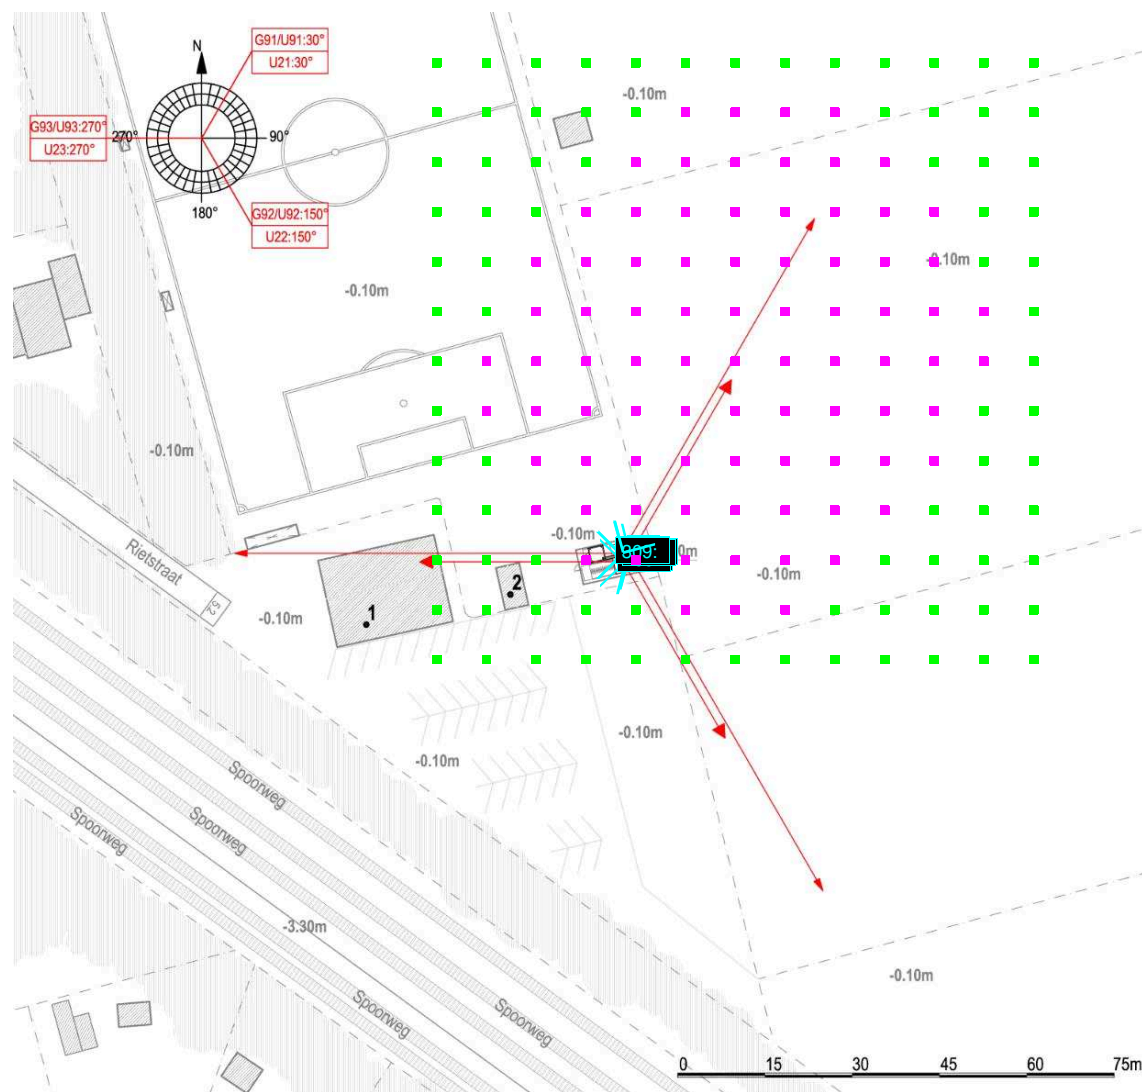 N
G91/U91:30°
U21:30°
G93/U93:270°
U23:270°
270°
90°
180°
G92/U92:150°
U22:150°
-0.10m
-0.10m
-0.10m
-0.10m
-0.10m
-0.10m
-0.10m
Rietstraat
52
1
2
-0.10m
-0.10m
Spoorweg
Spoorweg
Spoorweg
-3.30m
Spoorweg
Spoorweg
-0.10m
0 15 30 45 60 75m